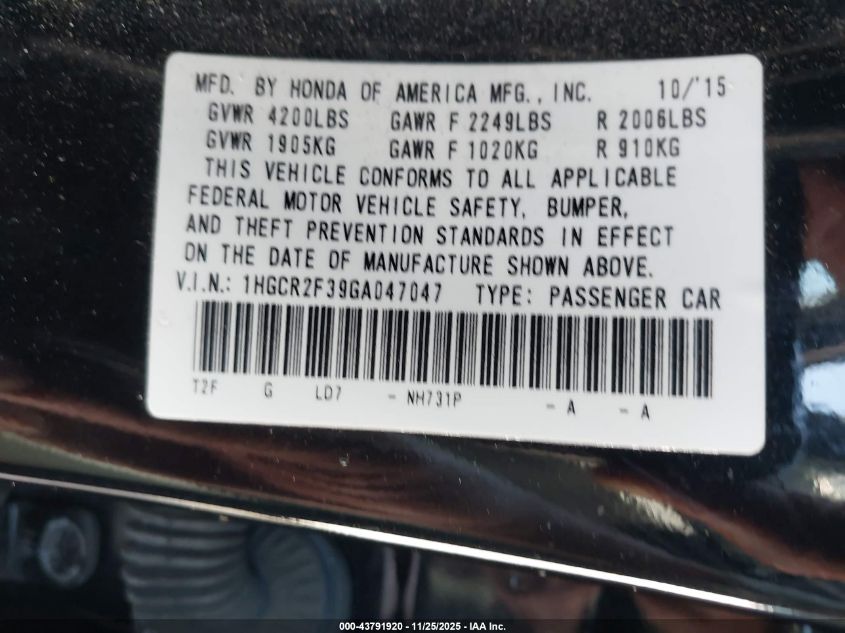 MFD. BY HONDA OF AMERICA MFG., INC. 10/'15
GVWR 4200LBS GAWR F 2249LBS R 2006LBS
GVWR 1905KG GAWR F 1020KG R 910KG
THIS VEHICLE CONFORMS TO ALL APPLICABLE
FEDERAL MOTOR VEHICLE SAFETY, BUMPER,
AND THEFT PREVENTION STANDARDS IN EFFECT
ON THE DATE OF MANUFACTURE SHOWN ABOVE.
V.I.N.: 1HGCR2F39GA047047 TYPE: PASSENGER CAR
T2F G LD7 - NH731P - A - A
000-43791920 - 11/25/2025 - IAA Inc.